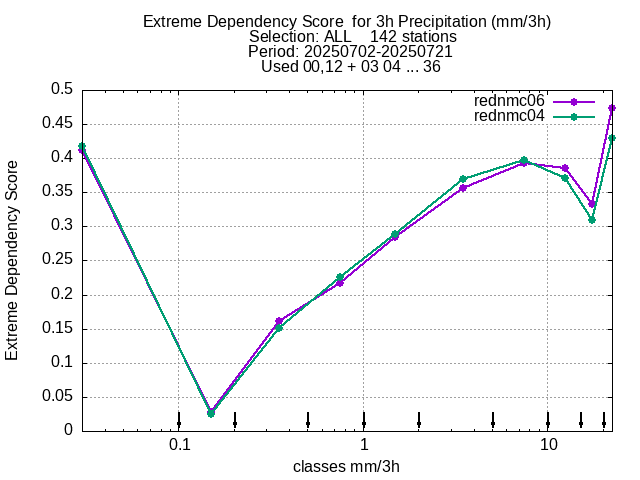 Extreme Dependency Score  for 3h Precipitation (mm/3h)
Selection: ALL    142 stations
Period: 20250702-20250721
Used 00,12 + 03 04 ... 36
rednmc06
rednmc04
0.5
0.45
0.4
0.35
0.3
0.25
0.2
0.15
0.1
0.05
0
Extreme Dependency Score
0.1
1
10
classes mm/3h